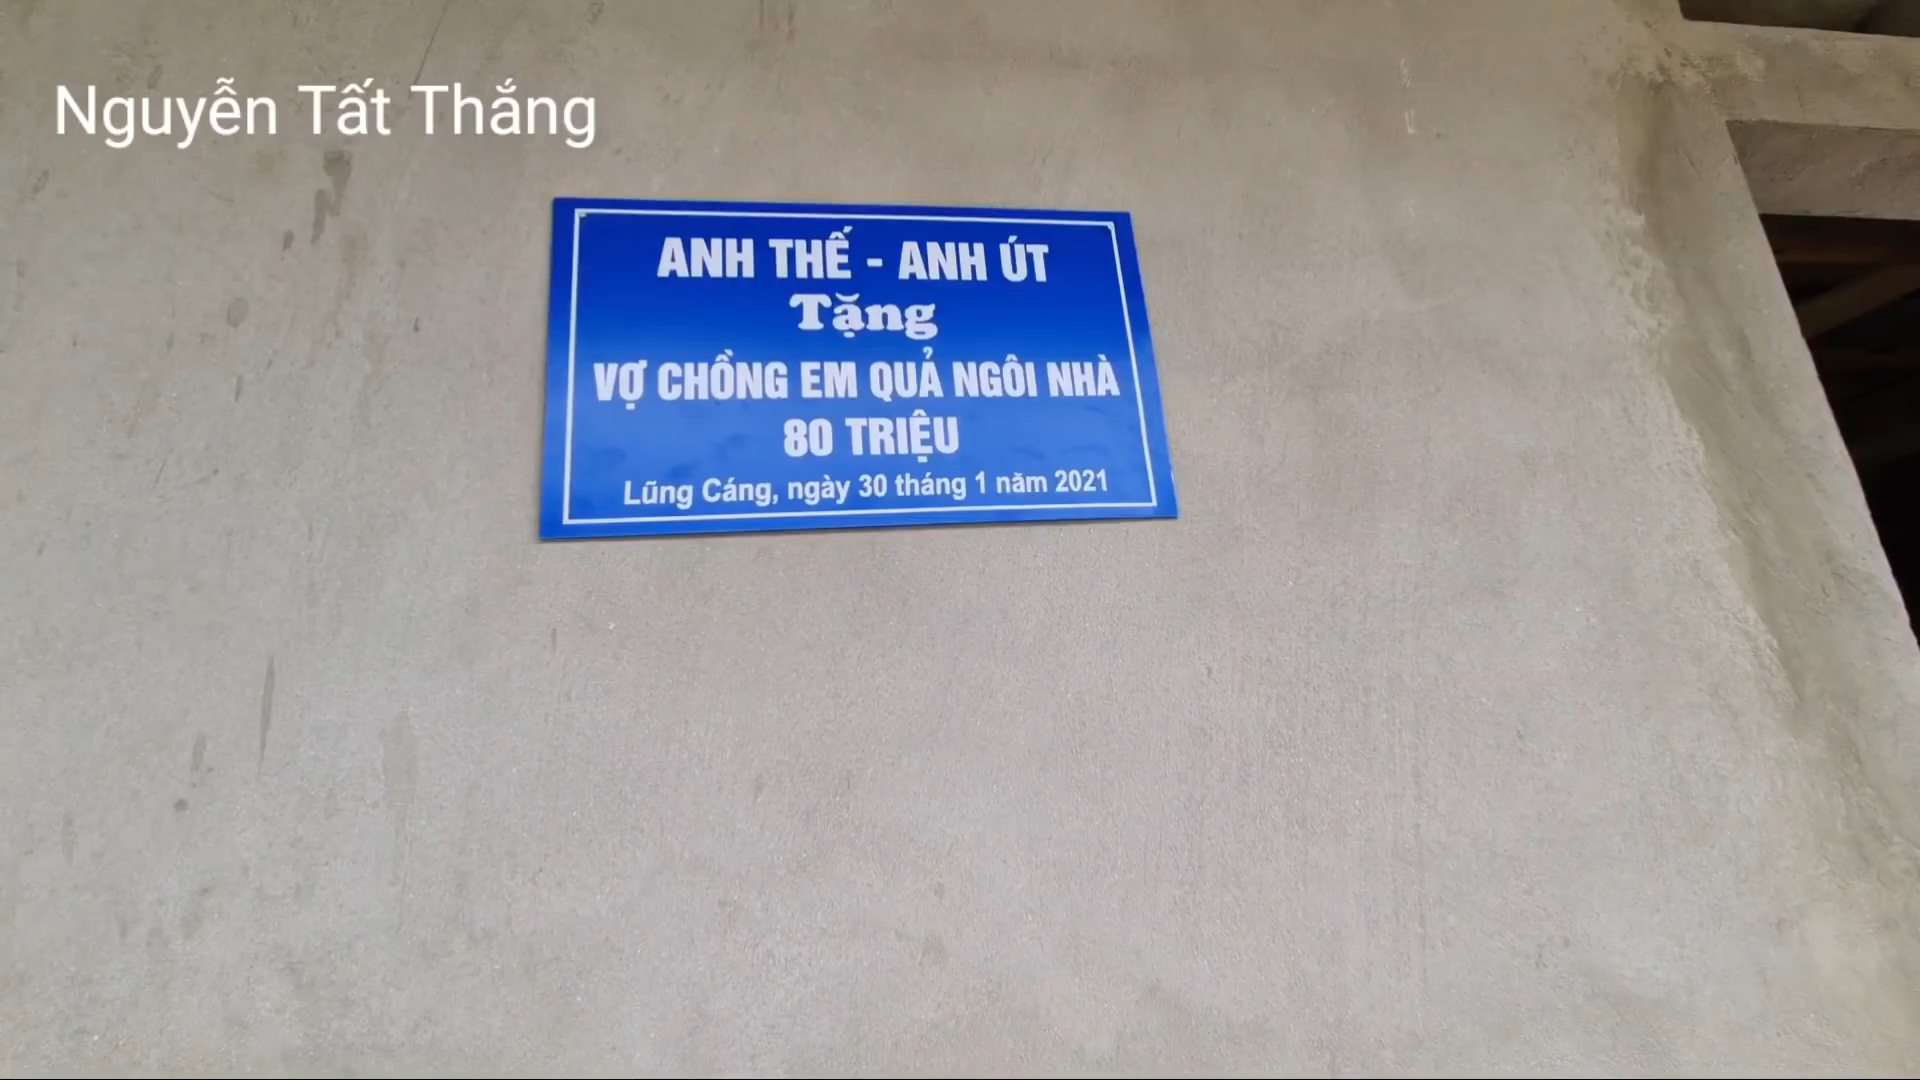 Nguyễn Tất Thắng
ANH THẾ - ANH ÚT
Tặng
VỢ CHỒNG EM QUẢ NGÔI NHÀ
80 TRIỆU
Lũng Cáng, ngày 30 tháng 1 năm 2021